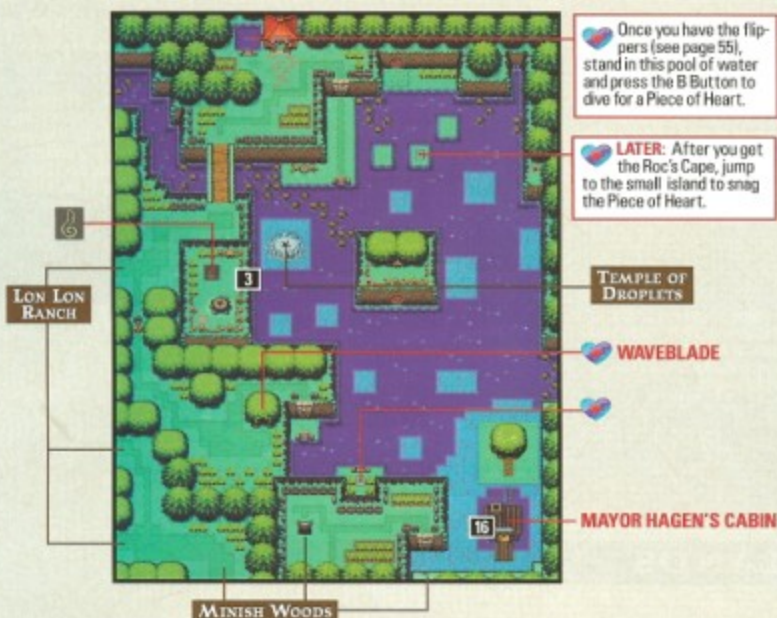 Once you have the flip-
pers (see page 55),
stand in this pool of water
and press the B Button to
dive for a Piece of Heart.
LATER: After you get
the Roc's Cape, jump
to the small island to snag
the Piece of Heart.
3
LON LON
RANCH
TEMPLE OF
DROPLETS
WAVEBLADE
16
MAYOR HAGEN'S CABIN
MINISH WOODS